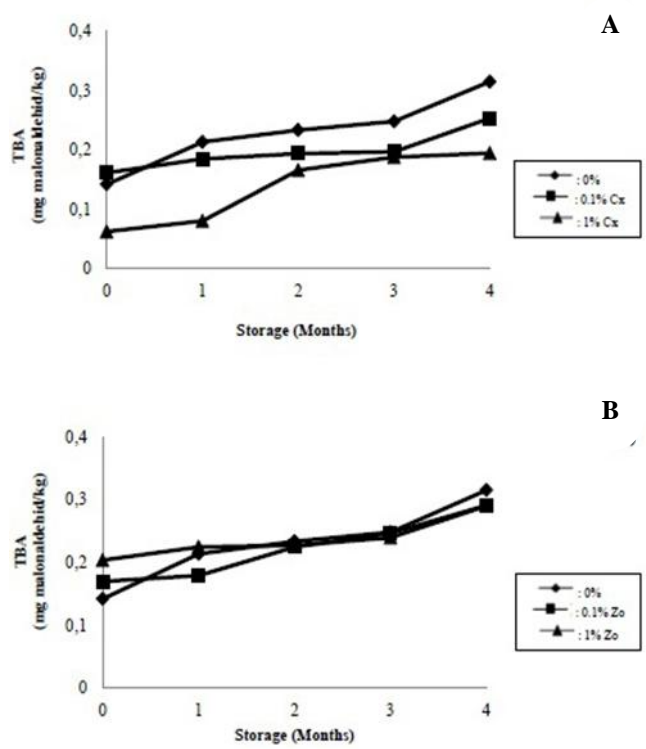 A
0,4
0,3
0,2
0,1
0
TBA
(mg malonaldehid/kg)
0 1 2 3 4
Storage (Months)
: 0%
: 0.1% Cx
: 1% Cx
B
0,4
0,3
0,2
0,1
0
TBA
(mg malonaldehid/kg)
0 1 2 3 4
Storage (Months)
: 0%
: 0.1% Zo
: 1% Zo